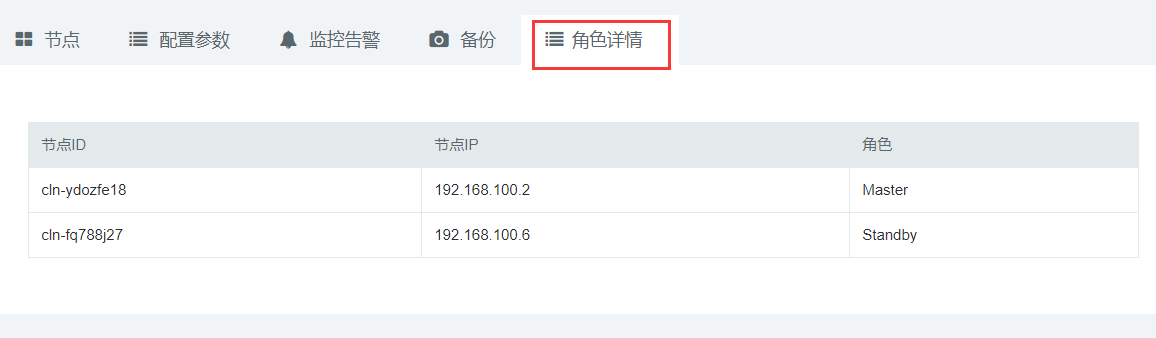 节点 配置参数 监控告警 备份 角色详情
节点ID 节点IP 角色
cln-ydozfe18 192.168.100.2 Master
cln-fq788j27 192.168.100.6 Standby